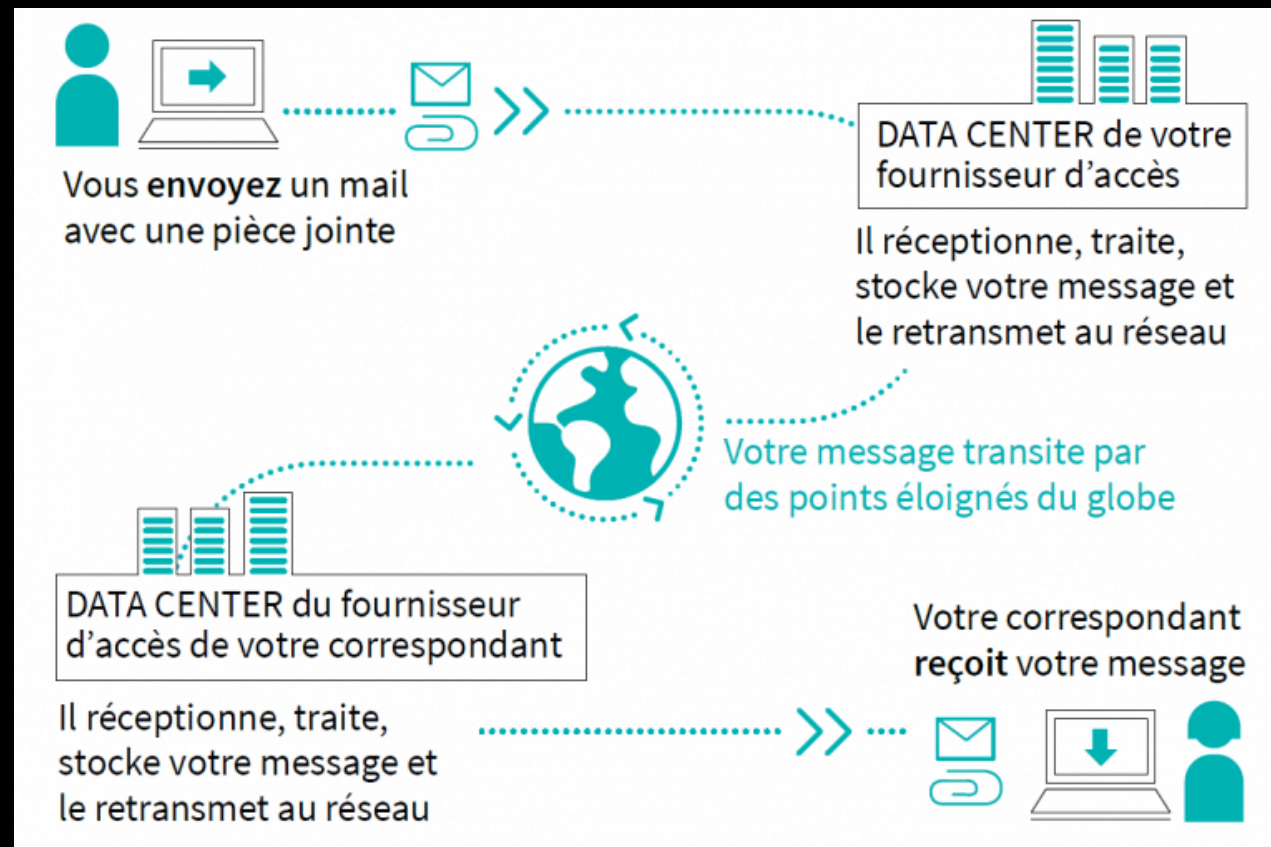 Vous envoyez un mail
avec une pièce jointe
DATA CENTER de votre
fournisseur d'accès
Il réceptionne, traite,
stocke votre message et
le retransmet au réseau
Votre message transite par
des points éloignés du globe
DATA CENTER du fournisseur
d'accès de votre correspondant
Il réceptionne, traite,
stocke votre message et
le retransmet au réseau
Votre correspondant
reçoit votre message